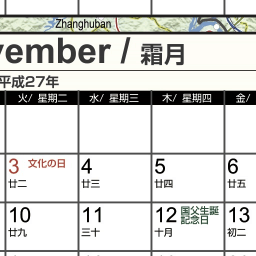 Zhanghuban
vember / 霜月
平成27年
火/ 星期二 水/ 星期三 木/ 星期四 金/
3 文化の日 4 5 6
廿二 廿三 廿四 廿五
10 11 12 国父生誕記念日 13
廿九 三十 十月 初二